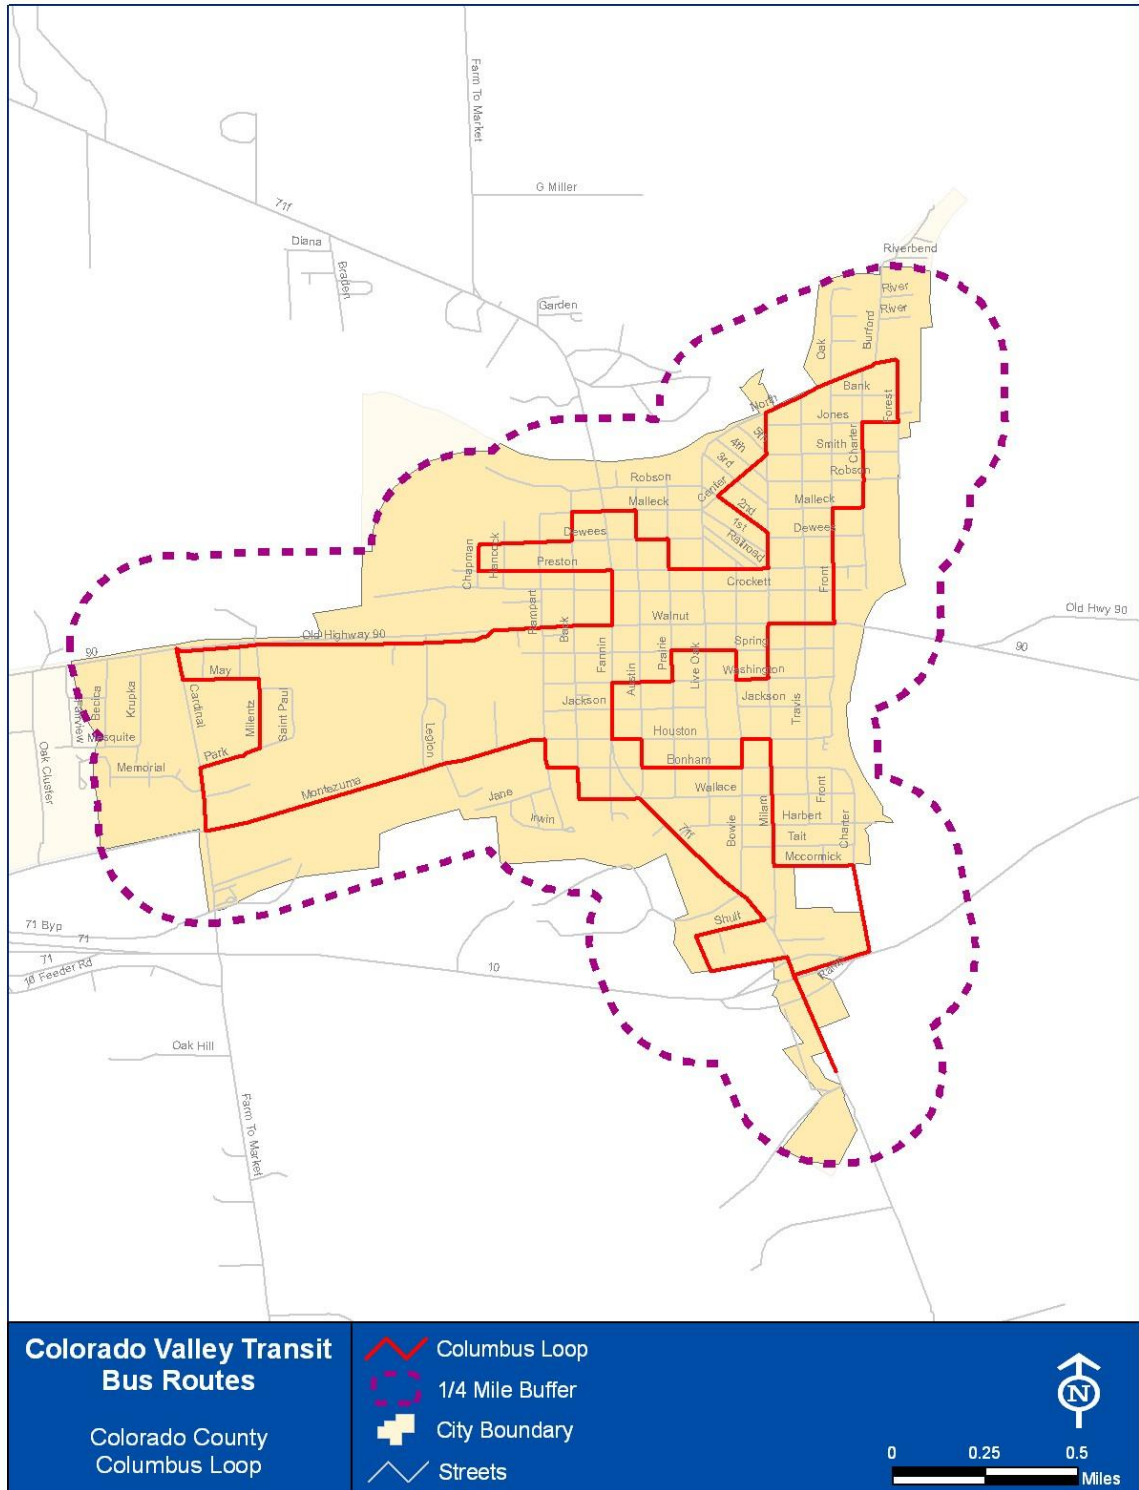 Farm To Market
G Miller
71f
Diana
Braden
Garden
Riverbend
River
River
Burford
Oak
Bank
North
Forest
Jones
5th
4th
Smith
Charter
3rd
Robson
Robson
Center
Malleck
Malleck
2nd
1st
Dewees
Dewees
Railroad
Hancock
Chapman
Preston
Crockett
Front
Rampart
Walnut
Old Hwy 90
Old Highway 90
Back
Spring
90
90
Fannin
Prairie
Live Oak
Washington
May
Austin
Cardinal
Milentz
Saint Paul
Krupka
Becica
Fairview
Jackson
Jackson
Travis
Legion
Houston
Mesquite
Park
Oak Cluster
Memorial
Bonham
Montezuma
Jane
Wallace
Front
Irwin
71f
Bowie
Milam
Harbert
Charter
Tait
Mccormick
Shult
71 Byp
71
71
10 Feeder Rd
10
Ramp
Oak Hill
Farm To Market
Colorado Valley Transit
Bus Routes
Colorado County
Columbus Loop
Columbus Loop
1/4 Mile Buffer
City Boundary
Streets
N
0 0.25 0.5
Miles